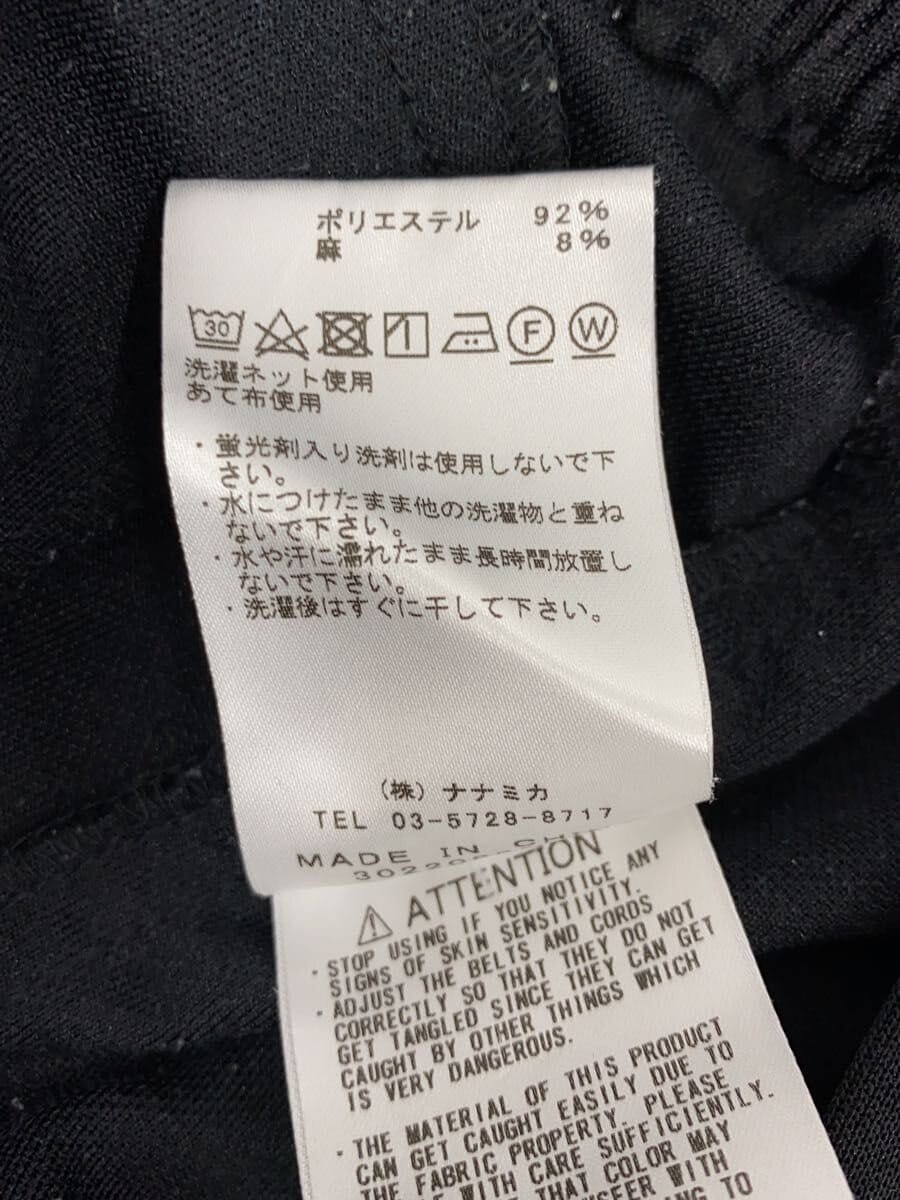 ポリエステル 92%
麻 8%
30 F W
洗濯ネット使用
あて布使用
・蛍光剤入り洗剤は使用しないで下
さい。
・水につけたまま他の洗濯物と重ね
ないで下さい。
・水や汗に濡れたまま長時間放置し
ないで下さい。
・洗濯後はすぐに干して下さい。
(株) ナナミカ
TEL 03-5728-8717
MADE IN
ATTENTION
・STOP USING IF YOU NOTICE ANY
SIGNS OF SKIN SENSITIVITY.
・ADJUST THE BELTS AND CORDS
CORRECTLY SO THAT THEY DO NOT
GET TANGLED SINCE THEY CAN GET
CAUGHT BY OTHER THINGS WHICH
IS VERY DANGEROUS.
・THE MATERIAL OF THIS PRODUCT
CAN GET CAUGHT EASILY DUE TO
THE FABRIC PROPERTY. PLEASE
WITH CARE SUFFICIENTLY.
THAT COLOR MAY
WITH
TO